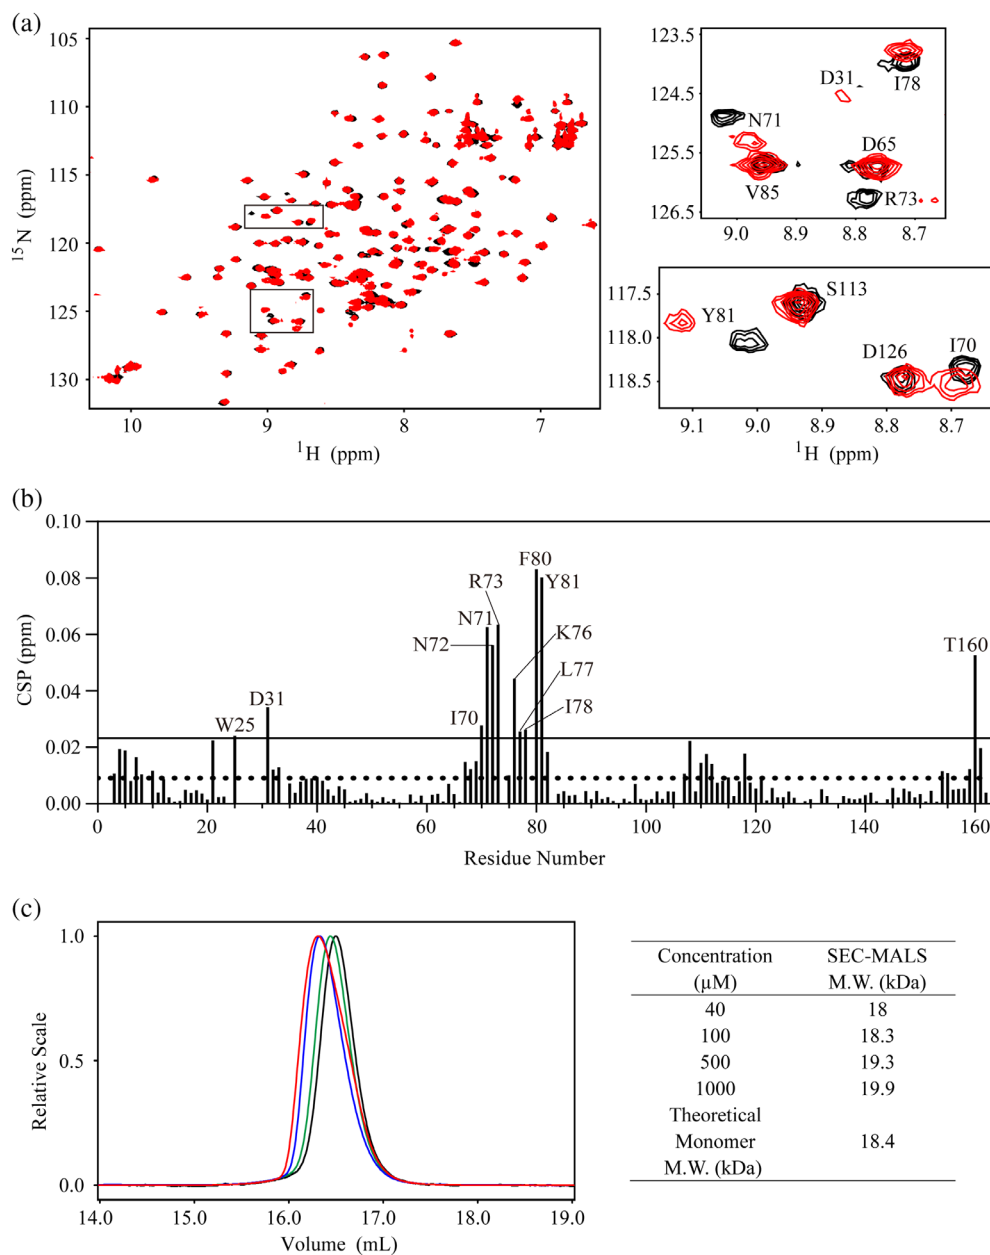 (a)
105
110
115
120
125
130
15N (ppm)
10
9
8
7
1H (ppm)
123.5
124.5
125.5
126.5
D31
I78
N71
D65
V85
R73
9.0
8.9
8.8
8.7
117.5
118.0
118.5
S113
Y81
D126
I70
9.1
9.0
8.9
8.8
8.7
1H (ppm)
(b)
0.10
0.08
0.06
0.04
0.02
0.00
CSP (ppm)
F80
R73
Y81
N71
K76
N72
T160
L77
D31
I78
I70
W25
0
20
40
60
80
100
120
140
160
Residue Number
(c)
1.0
0.5
0.0
Relative Scale
14.0
15.0
16.0
17.0
18.0
19.0
Volume (mL)
Concentration SEC-MALS
(µM) M.W. (kDa)
40 18
100 18.3
500 19.3
1000 19.9
Theoretical
Monomer 18.4
M.W. (kDa)